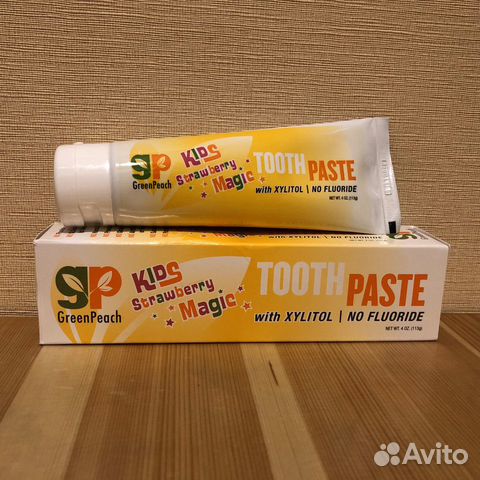 gp
GreenPeach
KIDS
Strawberry
Magic
TOOTH PASTE
with XYLITOL | NO FLUORIDE
NET WT. 4 OZ. (113g)
gp
GreenPeach
KIDS
Strawberry
Magic
TOOTH PASTE
with XYLITOL | NO FLUORIDE
NET WT. 4 OZ. (113g)
Avito